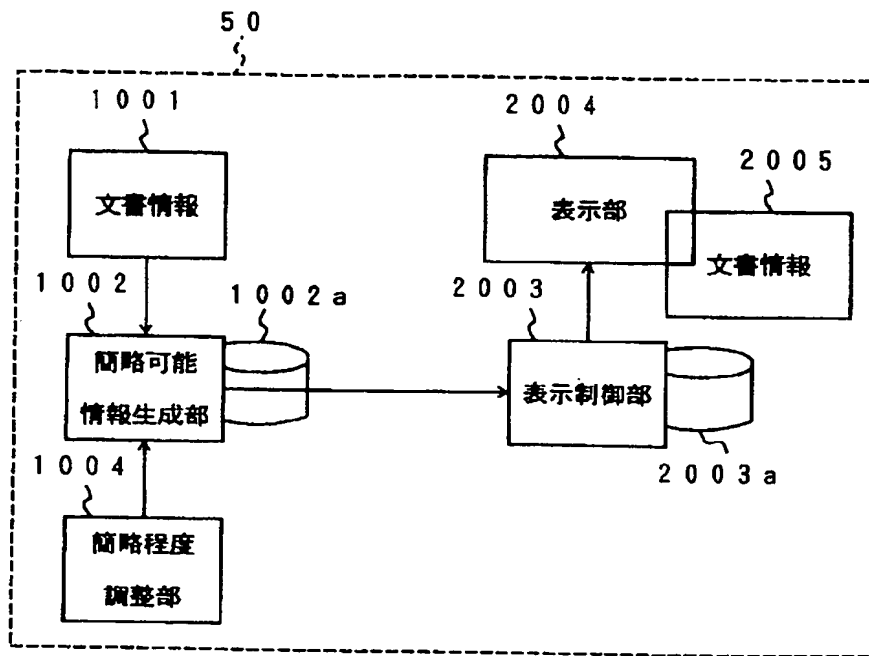 ５０
１００１
文書情報
２００４
表示部
２００５
文書情報
１００２
簡略可能
情報生成部
１００２a
２００３
表示制御部
２００３a
１００４
簡略程度
調整部